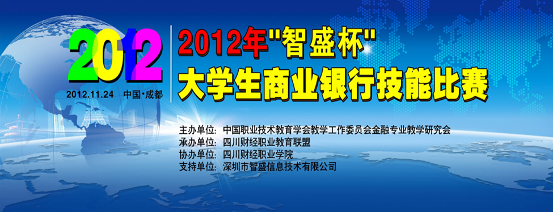 2012
2012.11.24 中国·成都
2012年"智盛杯"
大学生商业银行技能比赛
主办单位: 中国职业技术教育学会教学工作委员会金融专业教学研究会
承办单位: 四川财经职业教育联盟
协办单位: 四川财经职业学院
支持单位: 深圳市智盛信息技术有限公司